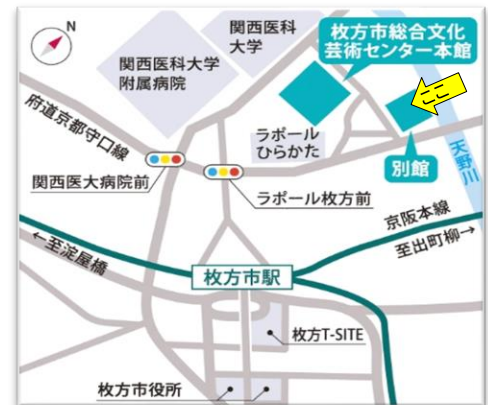 N
関西医科
大学
枚方市総合文化
芸術センター本館
関西医科大学
附属病院
ここ
府道京都守口線
ラポール
ひらかた
別館
天野川
関西医大病院前
ラポール枚方前
京阪本線
至出町柳→
←至淀屋橋
枚方市駅
枚方T-SITE
枚方市役所